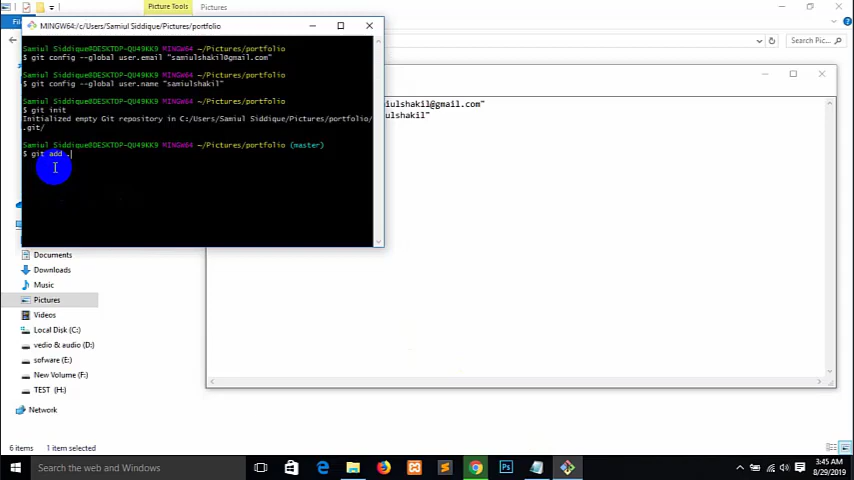 Picture Tools
Pictures
File
MINGW64:/c/Users/Samiul Siddique/Pictures/portfolio
Search Pic...
Samiul Siddique@DESKTOP-QU49KK9 MINGW64 ~/Pictures/portfolio
$ git config --global user.email "samiulshakil@gmail.com"
Samiul Siddique@DESKTOP-QU49KK9 MINGW64 ~/Pictures/portfolio
$ git config --global user.name "samiulshakil"
Samiul Siddique@DESKTOP-QU49KK9 MINGW64 ~/Pictures/portfolio
$ git init
Initialized empty Git repository in C:/Users/Samiul Siddique/Pictures/portfolio/
.git/
Samiul Siddique@DESKTOP-QU49KK9 MINGW64 ~/Pictures/portfolio (master)
$ git add .
iulshakil@gmail.com"
ulshakil"
Documents
Downloads
Music
Pictures
Videos
Local Disk (C:)
vedio & audio (D:)
sofware (E:)
New Volume (F:)
TEST (H:)
Network
6 items 1 item selected
Search the web and Windows
3:45 AM
8/29/2019